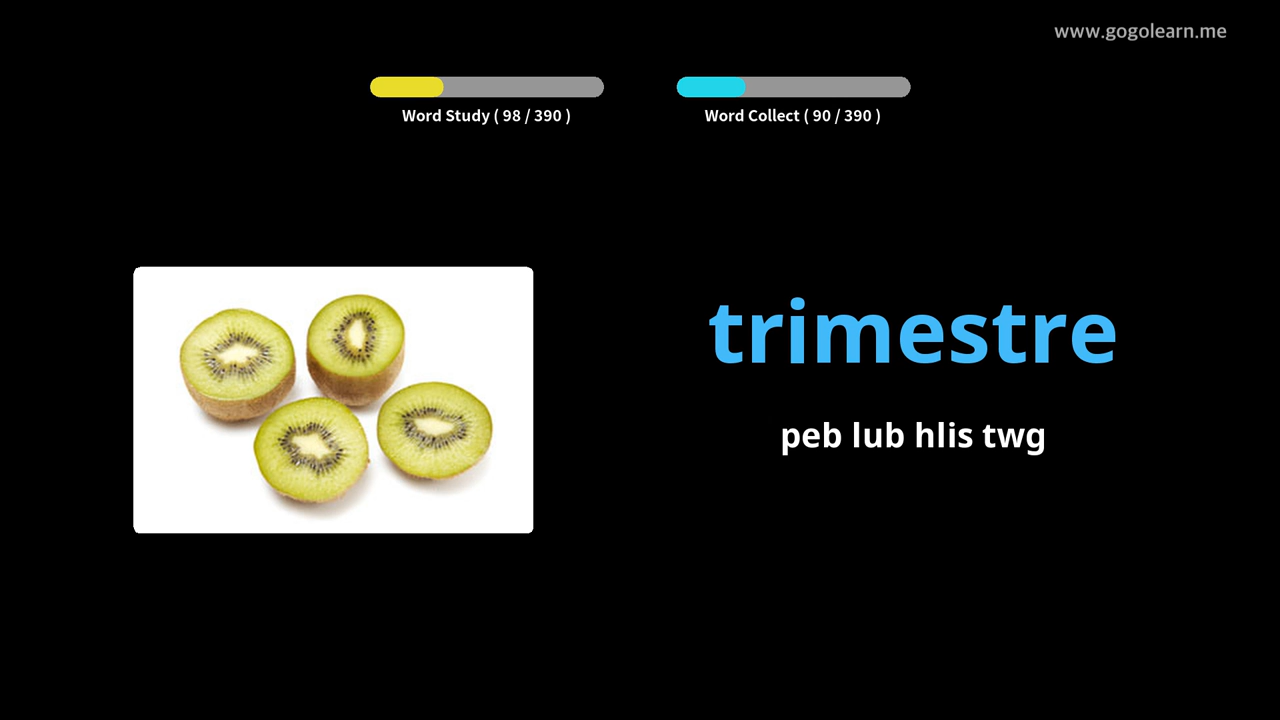 www.gogolearn.me
Word Study ( 98 / 390 )
Word Collect ( 90 / 390 )
trimestre
peb lub hlis twg